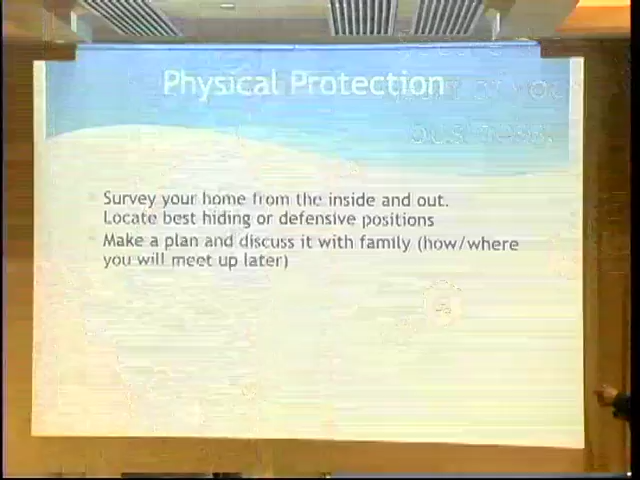 Physical Protection
Survey your home from the inside and out.
Locate best hiding or defensive positions
Make a plan and discuss it with family (how/where
you will meet up later)